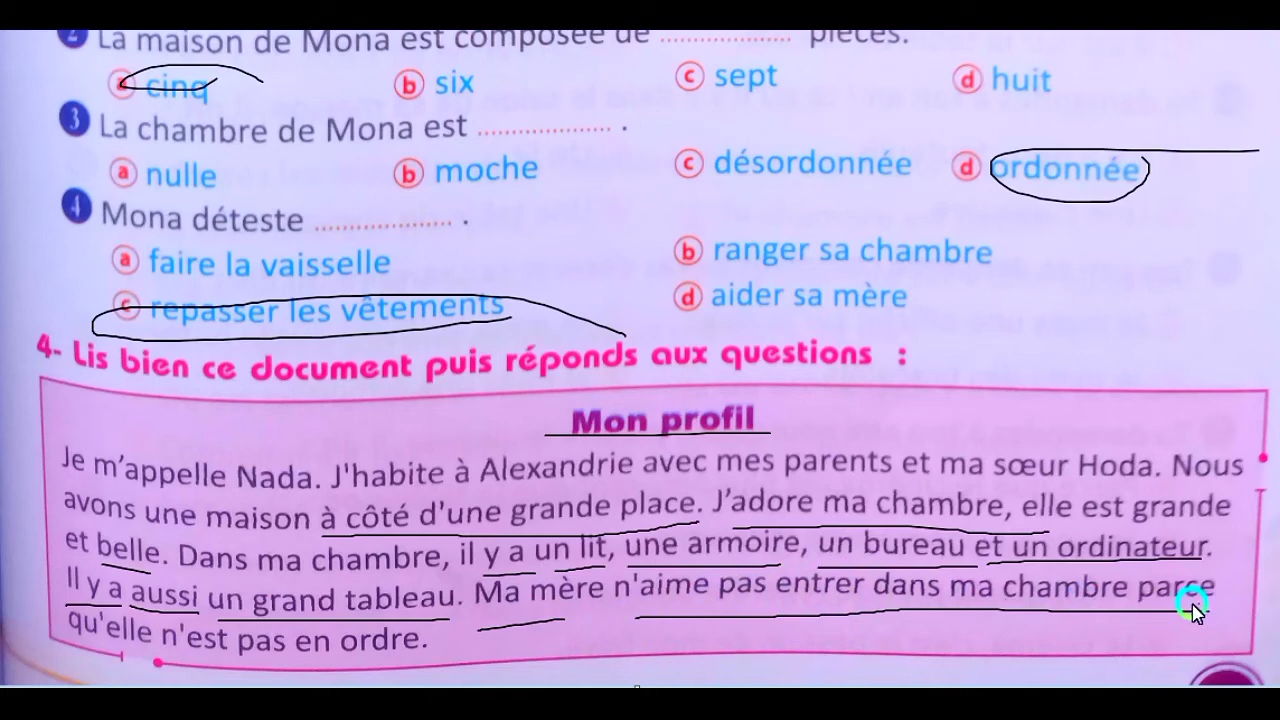 2 La maison de Mona est composée de .................. pièces.
a cinq b six c sept d huit
3 La chambre de Mona est .................. .
a nulle b moche c désordonnée d ordonnée
4 Mona déteste .................. .
a faire la vaisselle b ranger sa chambre
c repasser les vêtements d aider sa mère
4- Lis bien ce document puis réponds aux questions :
Mon profil
Je m'appelle Nada. J'habite à Alexandrie avec mes parents et ma sœur Hoda. Nous
avons une maison à côté d'une grande place. J'adore ma chambre, elle est grande
et belle. Dans ma chambre, il y a un lit, une armoire, un bureau et un ordinateur.
Il y a aussi un grand tableau. Ma mère n'aime pas entrer dans ma chambre parce
qu'elle n'est pas en ordre.